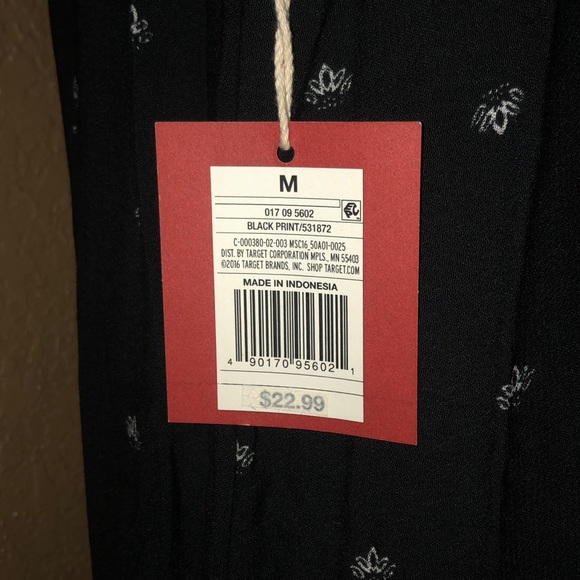 M
017 09 5602
BLACK PRINT/531872
C-000380-02-003 MSC16_50A01-0025
DIST. BY TARGET CORPORATION MPLS., MN 55403
©2016 TARGET BRANDS, INC. SHOP TARGET.COM
MADE IN INDONESIA
4 90170 95602 1
$22.99